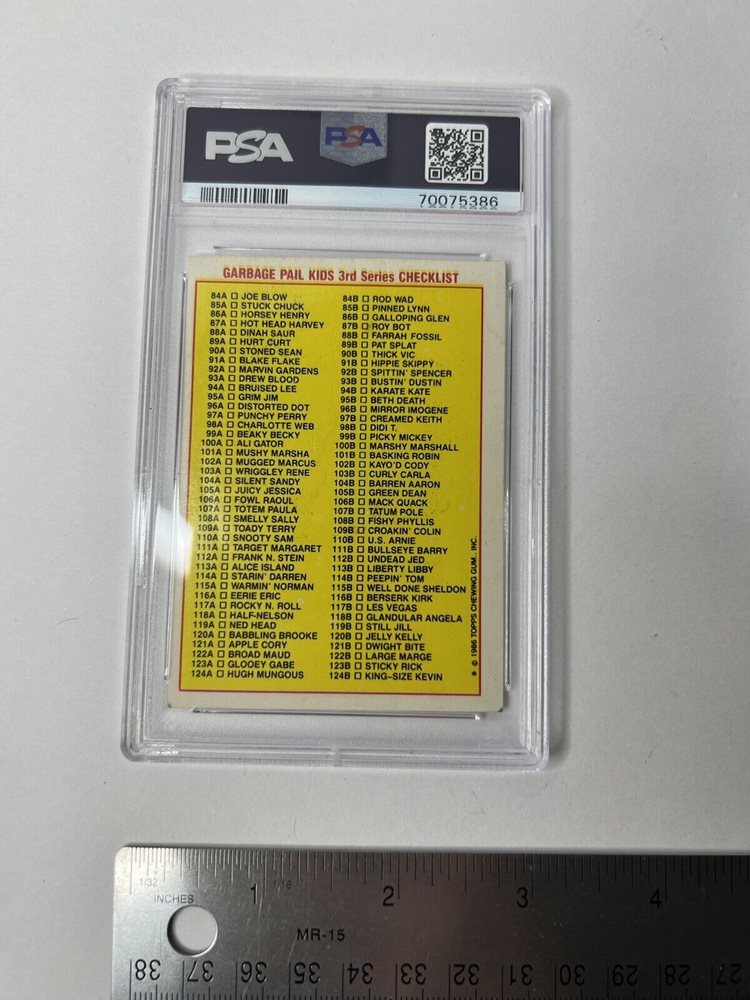 PSA
PSA
70075386
GARBAGE PAIL KIDS 3rd Series CHECKLIST
84A □ JOE BLOW
85A □ STUCK CHUCK
86A □ HORSEY HENRY
87A □ HOT HEAD HARVEY
88A □ DINAH SAUR
89A □ HURT CURT
90A □ STONED SEAN
91A □ BLAKE FLAKE
92A □ MARVIN GARDENS
93A □ DREW BLOOD
94A □ BRUISED LEE
95A □ GRIM JIM
96A □ DISTORTED DOT
97A □ PUNCHY PERRY
98A □ CHARLOTTE WEB
99A □ BEAKY BECKY
100A □ ALI GATOR
101A □ MUSHY MARSHA
102A □ MUGGED MARCUS
103A □ WRIGGLEY RENE
104A □ SILENT SANDY
105A □ JUICY JESSICA
106A □ FOWL RAOUL
107A □ TOTEM PAULA
108A □ SMELLY SALLY
109A □ TOADY TERRY
110A □ SNOOTY SAM
111A □ TARGET MARGARET
112A □ FRANK N. STEIN
113A □ ALICE ISLAND
114A □ STARIN' DARREN
115A □ WARMIN' NORMAN
116A □ EERIE ERIC
117A □ ROCKY N. ROLL
118A □ HALF-NELSON
119A □ NED HEAD
120A □ BABBLING BROOKE
121A □ APPLE CORY
122A □ BROAD MAUD
123A □ GLOOEY GABE
124A □ HUGH MUNGOUS
84B □ ROD WAD
85B □ PINNED LYNN
86B □ GALLOPING GLEN
87B □ ROY BOT
88B □ FARRAH FOSSIL
89B □ PAT SPLAT
90B □ THICK VIC
91B □ HIPPIE SKIPPY
92B □ SPITTIN' SPENCER
93B □ BUSTIN' DUSTIN
94B □ KARATE KATE
95B □ BETH DEATH
96B □ MIRROR IMOGENE
97B □ CREAMED KEITH
98B □ DIDI T.
99B □ PICKY MICKEY
100B □ MARSHY MARSHALL
101B □ BASKING ROBIN
102B □ KAYO'D CODY
103B □ CURLY CARLA
104B □ BARREN AARON
105B □ GREEN DEAN
106B □ MACK QUACK
107B □ TATUM POLE
108B □ FISHY PHYLLIS
109B □ CROAKIN' COLIN
110B □ U.S. ARNIE
111B □ BULLSEYE BARRY
112B □ UNDEAD JED
113B □ LIBERTY LIBBY
114B □ PEEPIN' TOM
115B □ WELL DONE SHELDON
116B □ BERSERK KIRK
117B □ LES VEGAS
118B □ GLANDULAR ANGELA
119B □ STILL JILL
120B □ JELLY KELLY
121B □ DWIGHT BITE
122B □ LARGE MARGE
123B □ STICKY RICK
124B □ KING-SIZE KEVIN
* © 1986 TOPPS CHEWING GUM., INC.
1/32
INCHES
1/16
1 2 3 4
MR-15
38 37 36 35 34 33 32 31 30 29 28 27